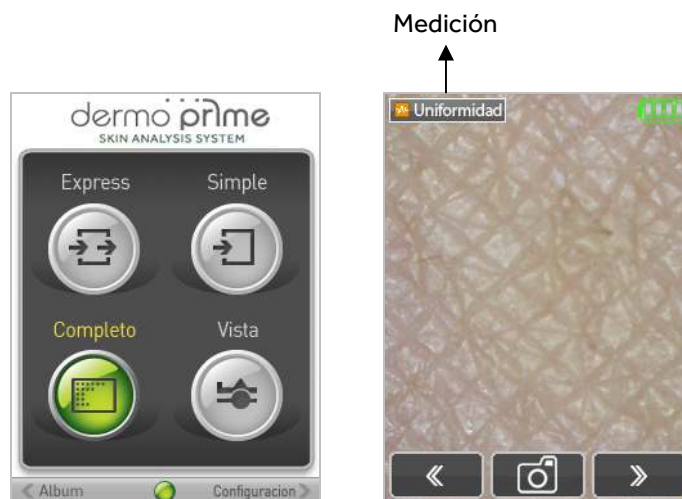 Medición
dermo prime
SKIN ANALYSIS SYSTEM
Express
Simple
Completo
Vista
Album
Configuracion
Uniformidad